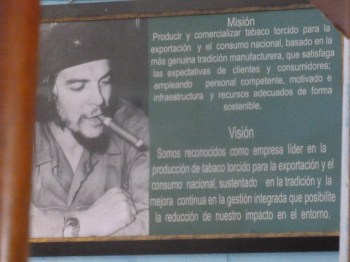 Misión
Producir y comercializar tabaco torcido para la
exportación y el consumo nacional, basado en la
más genuina tradición manufacturera, que satisfaga
las expectativas de clientes y consumidores;
empleando personal competente, motivado e
infraestructura y recursos adecuados de forma
sostenible.
Visión
Somos reconocidos como empresa líder en la
producción de tabaco torcido para la exportación y el
consumo nacional, sustentado en la tradición y la
mejora continua en la gestión integrada que posibilite
la reducción de nuestro impacto en el entorno.